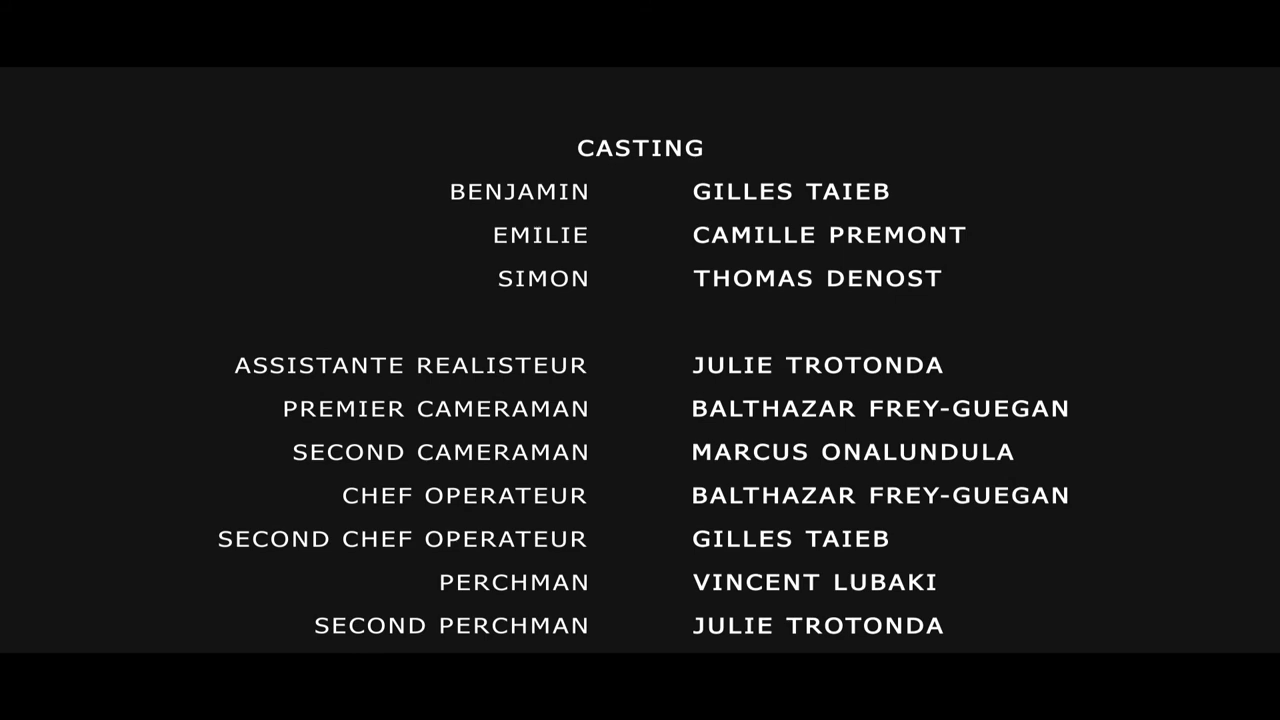 CASTING
BENJAMIN GILLES TAIEB
EMILIE CAMILLE PREMONT
SIMON THOMAS DENOST
ASSISTANTE REALISTEUR JULIE TROTONDA
PREMIER CAMERAMAN BALTHAZAR FREY-GUEGAN
SECOND CAMERAMAN MARCUS ONALUNDULA
CHEF OPERATEUR BALTHAZAR FREY-GUEGAN
SECOND CHEF OPERATEUR GILLES TAIEB
PERCHMAN VINCENT LUBAKI
SECOND PERCHMAN JULIE TROTONDA